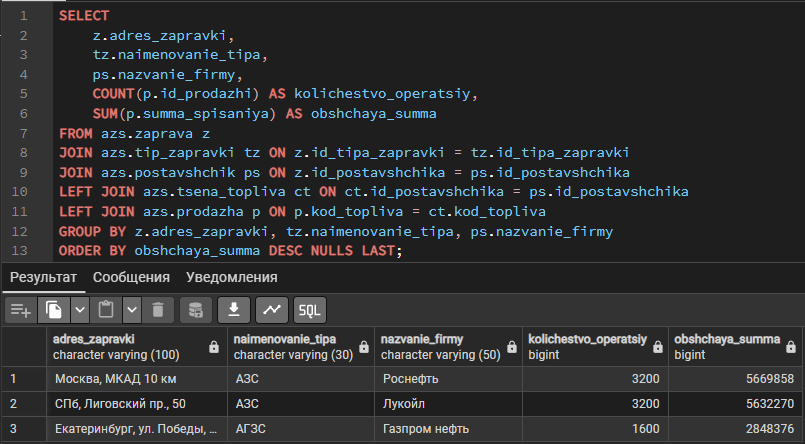 1 SELECT
2 z.adres_zapravki,
3 tz.naimenovanie_tipa,
4 ps.nazvanie_firmy,
5 COUNT(p.id_prodazhi) AS kolichestvo_operatsiy,
6 SUM(p.summa_spisaniya) AS obshchaya_summa
7 FROM azs.zaprava z
8 JOIN azs.tip_zapravki tz ON z.id_tipa_zapravki = tz.id_tipa_zapravki
9 JOIN azs.postavshchik ps ON z.id_postavshchika = ps.id_postavshchika
10 LEFT JOIN azs.tsena_topliva ct ON ct.id_postavshchika = ps.id_postavshchika
11 LEFT JOIN azs.prodazha p ON p.kod_topliva = ct.kod_topliva
12 GROUP BY z.adres_zapravki, tz.naimenovanie_tipa, ps.nazvanie_firmy
13 ORDER BY obshchaya_summa DESC NULLS LAST;
Результат Сообщения Уведомления
SQL
adres_zapravki naimenovanie_tipa nazvanie_firmy kolichestvo_operatsiy obshchaya_summa
character varying (100) character varying (30) character varying (50) bigint bigint
1 Москва, МКАД 10 км АЗС Роснефть 3200 5669858
2 СПб, Лиговский пр., 50 АЗС Лукойл 3200 5632270
3 Екатеринбург, ул. Победы, ... АГЗС Газпром нефть 1600 2848376